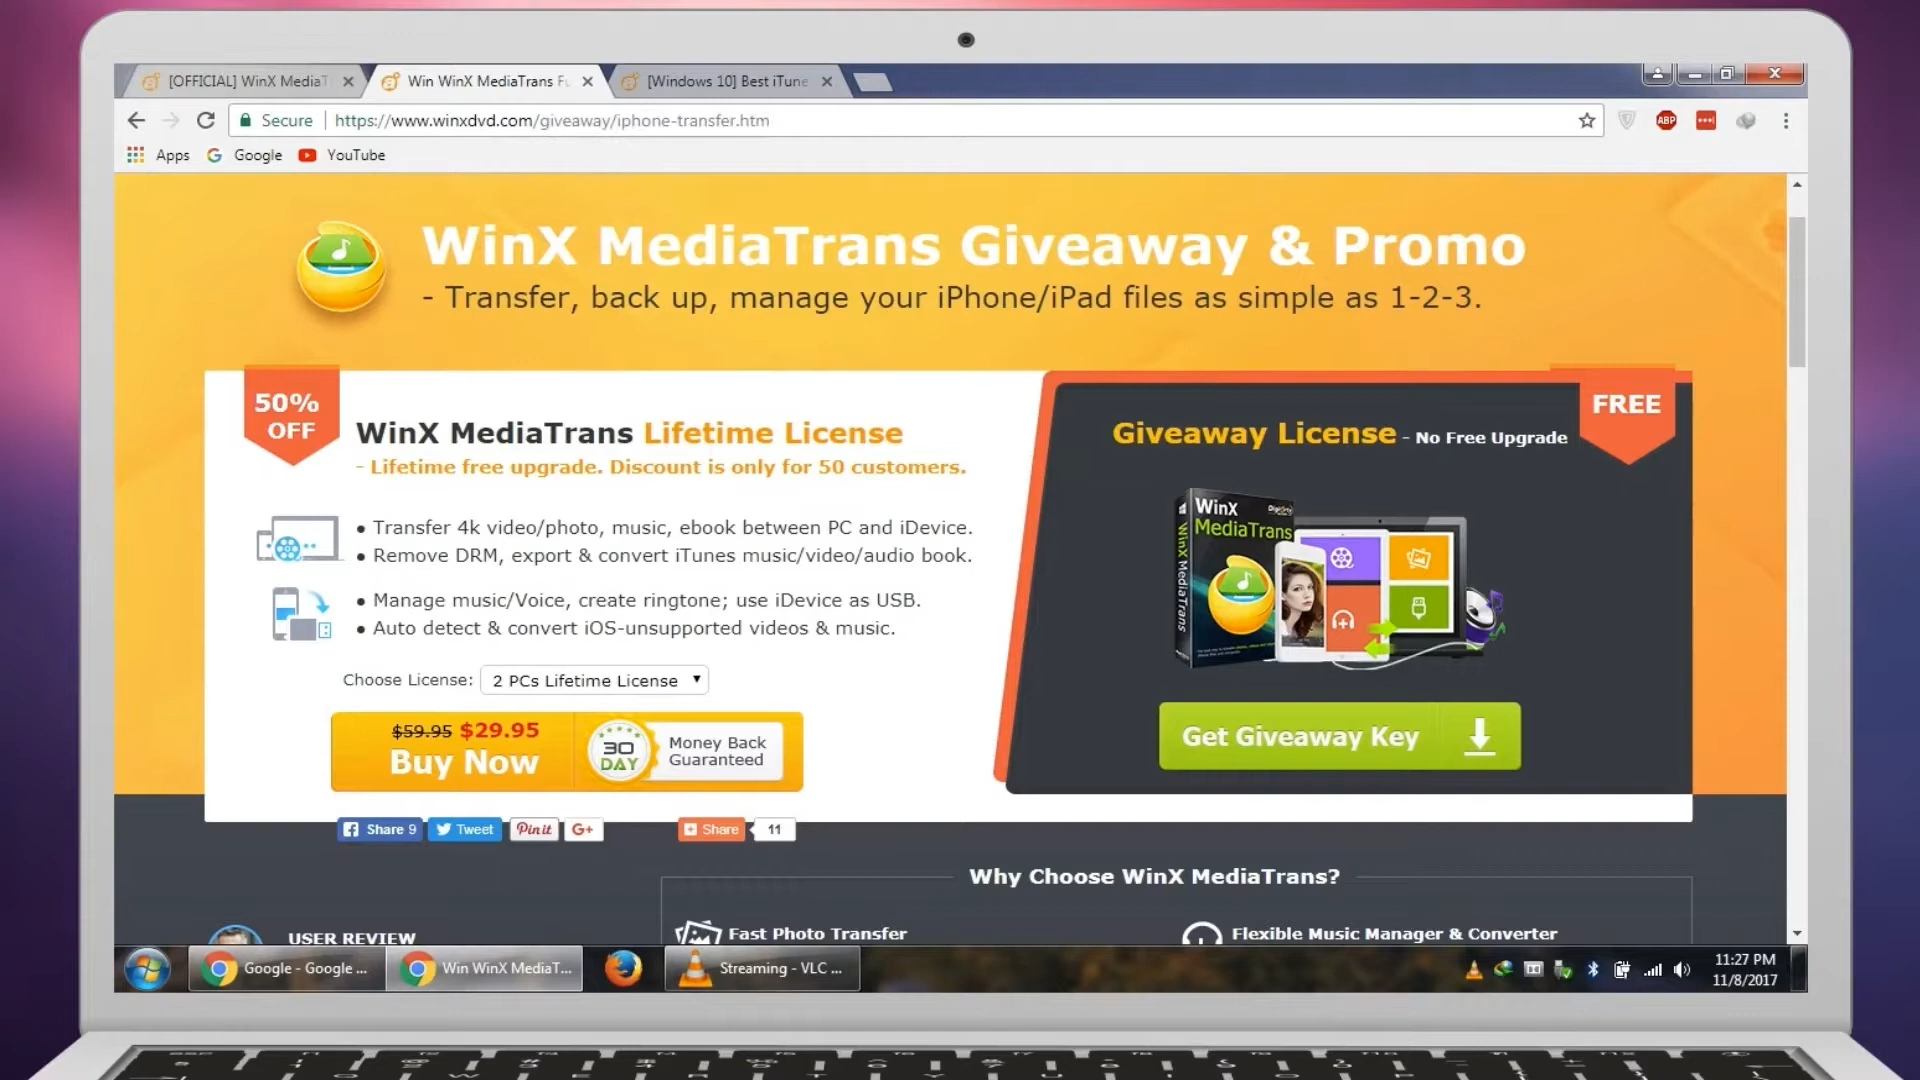 [OFFICIAL] WinX MediaT
Win WinX MediaTrans Fu
[Windows 10] Best iTune
Secure
https://www.winxdvd.com/giveaway/iphone-transfer.htm
ABP
Apps
Google
YouTube
WinX MediaTrans Giveaway & Promo
- Transfer, back up, manage your iPhone/iPad files as simple as 1-2-3.
50%
OFF
WinX MediaTrans Lifetime License
- Lifetime free upgrade. Discount is only for 50 customers.
• Transfer 4k video/photo, music, ebook between PC and iDevice.
• Remove DRM, export & convert iTunes music/video/audio book.
• Manage music/Voice, create ringtone; use iDevice as USB.
• Auto detect & convert iOS-unsupported videos & music.
Choose License: 2 PCs Lifetime License
$59.95 $29.95
Buy Now
30
DAY
Money Back
Guaranteed
FREE
Giveaway License - No Free Upgrade
WinX
MediaTrans
WinX MediaTrans
Get Giveaway Key
Share 9
Tweet
Pinit
G+
Share
11
Why Choose WinX MediaTrans?
USER REVIEW
Fast Photo Transfer
Flexible Music Manager & Converter
Google - Google ...
Win WinX MediaT...
Streaming - VLC ...
11:27 PM
11/8/2017